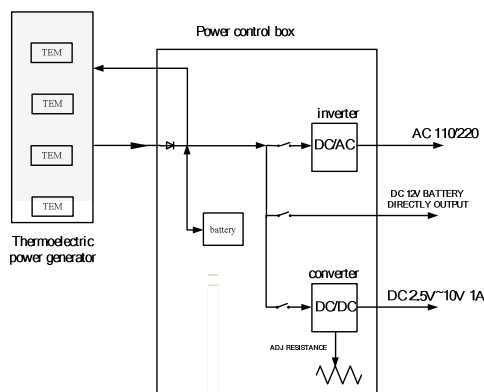 Power control box
TEM
TEM
TEM
TEM
Thermoelectric
power generator
inverter
DC/AC
AC 110/220
DC 12V BATTERY
DIRECTLY OUTPUT
battery
converter
DC/DC
DC 2.5V~10V 1A
ADJ RESISTANCE